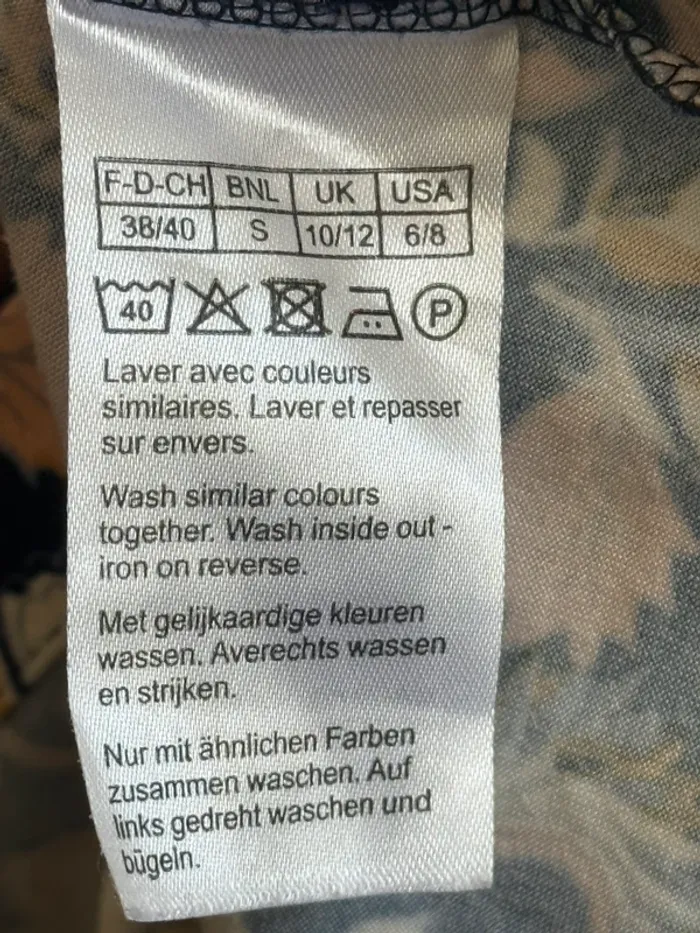 F-D-CH BNL UK USA
38/40 S 10/12 6/8
40 P
Laver avec couleurs
similaires. Laver et repasser
sur envers.
Wash similar colours
together. Wash inside out -
iron on reverse.
Met gelijkaardige kleuren
wassen. Averechts wassen
en strijken.
Nur mit ähnlichen Farben
zusammen waschen. Auf
links gedreht waschen und
bügeln.